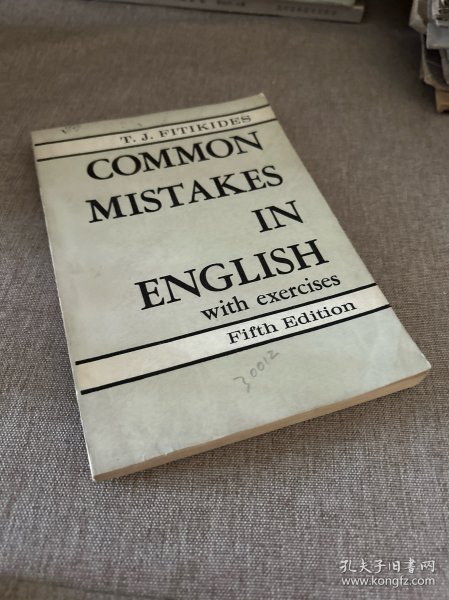 T. J. FITIKIDES
COMMON
MISTAKES
IN
ENGLISH
with exercises
Fifth Edition
30012
孔夫子旧书网
www.kongfz.com